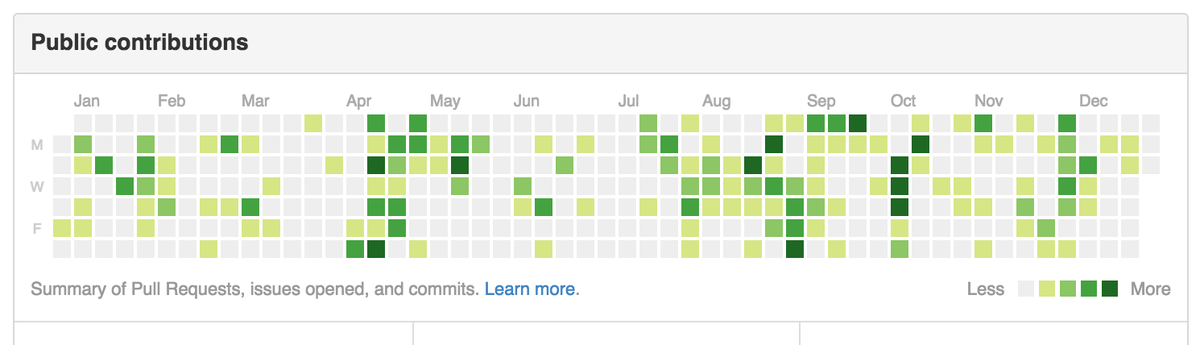 Public contributions
Jan Feb Mar Apr May Jun Jul Aug Sep Oct Nov Dec
M
W
F
Summary of Pull Requests, issues opened, and commits. Learn more. Less More